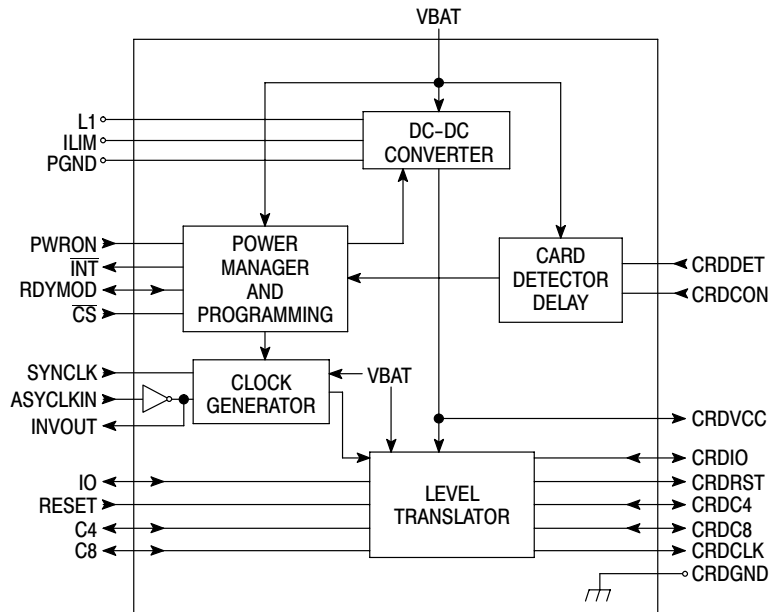 VBAT
L1
ILIM
PGND
DC-DC
CONVERTER
PWRON
INT
RDYMOD
CS
POWER
MANAGER
AND
PROGRAMMING
CARD
DETECTOR
DELAY
CRDDET
CRDCON
SYNCLK
ASYCLKIN
INVOUT
CLOCK
GENERATOR
VBAT
CRDVCC
IO
RESET
C4
C8
LEVEL
TRANSLATOR
CRDIO
CRDRST
CRDC4
CRDC8
CRDCLK
CRDGND